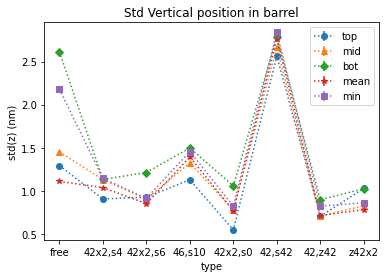 Std Vertical position in barrel
top
mid
bot
mean
min
std(z) (nm)
2.5
2.0
1.5
1.0
0.5
free 42x2,s4 42x2,s6 46,s10 42x2,s0 42,s42 42,z42 z42x2
type